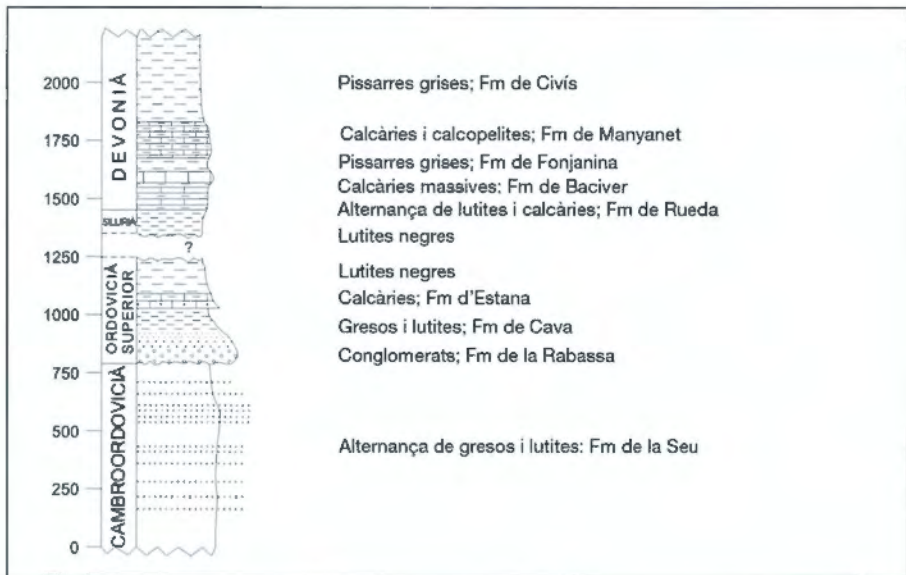 2000
1750
1500
1250
1000
750
500
250
0
DEVONIÀ
SILURIÀ
ORDOVICIÀ
SUPERIOR
CAMBROORDOVICIÀ
?
Pissarres grises; Fm de Civís
Calcàries i calcopelites; Fm de Manyanet
Pissarres grises; Fm de Fonjanina
Calcàries massives; Fm de Baciver
Alternança de lutites i calcàries; Fm de Rueda
Lutites negres
Lutites negres
Calcàries; Fm d'Estana
Gresos i lutites; Fm de Cava
Conglomerats; Fm de la Rabassa
Alternança de gresos i lutites: Fm de la Seu